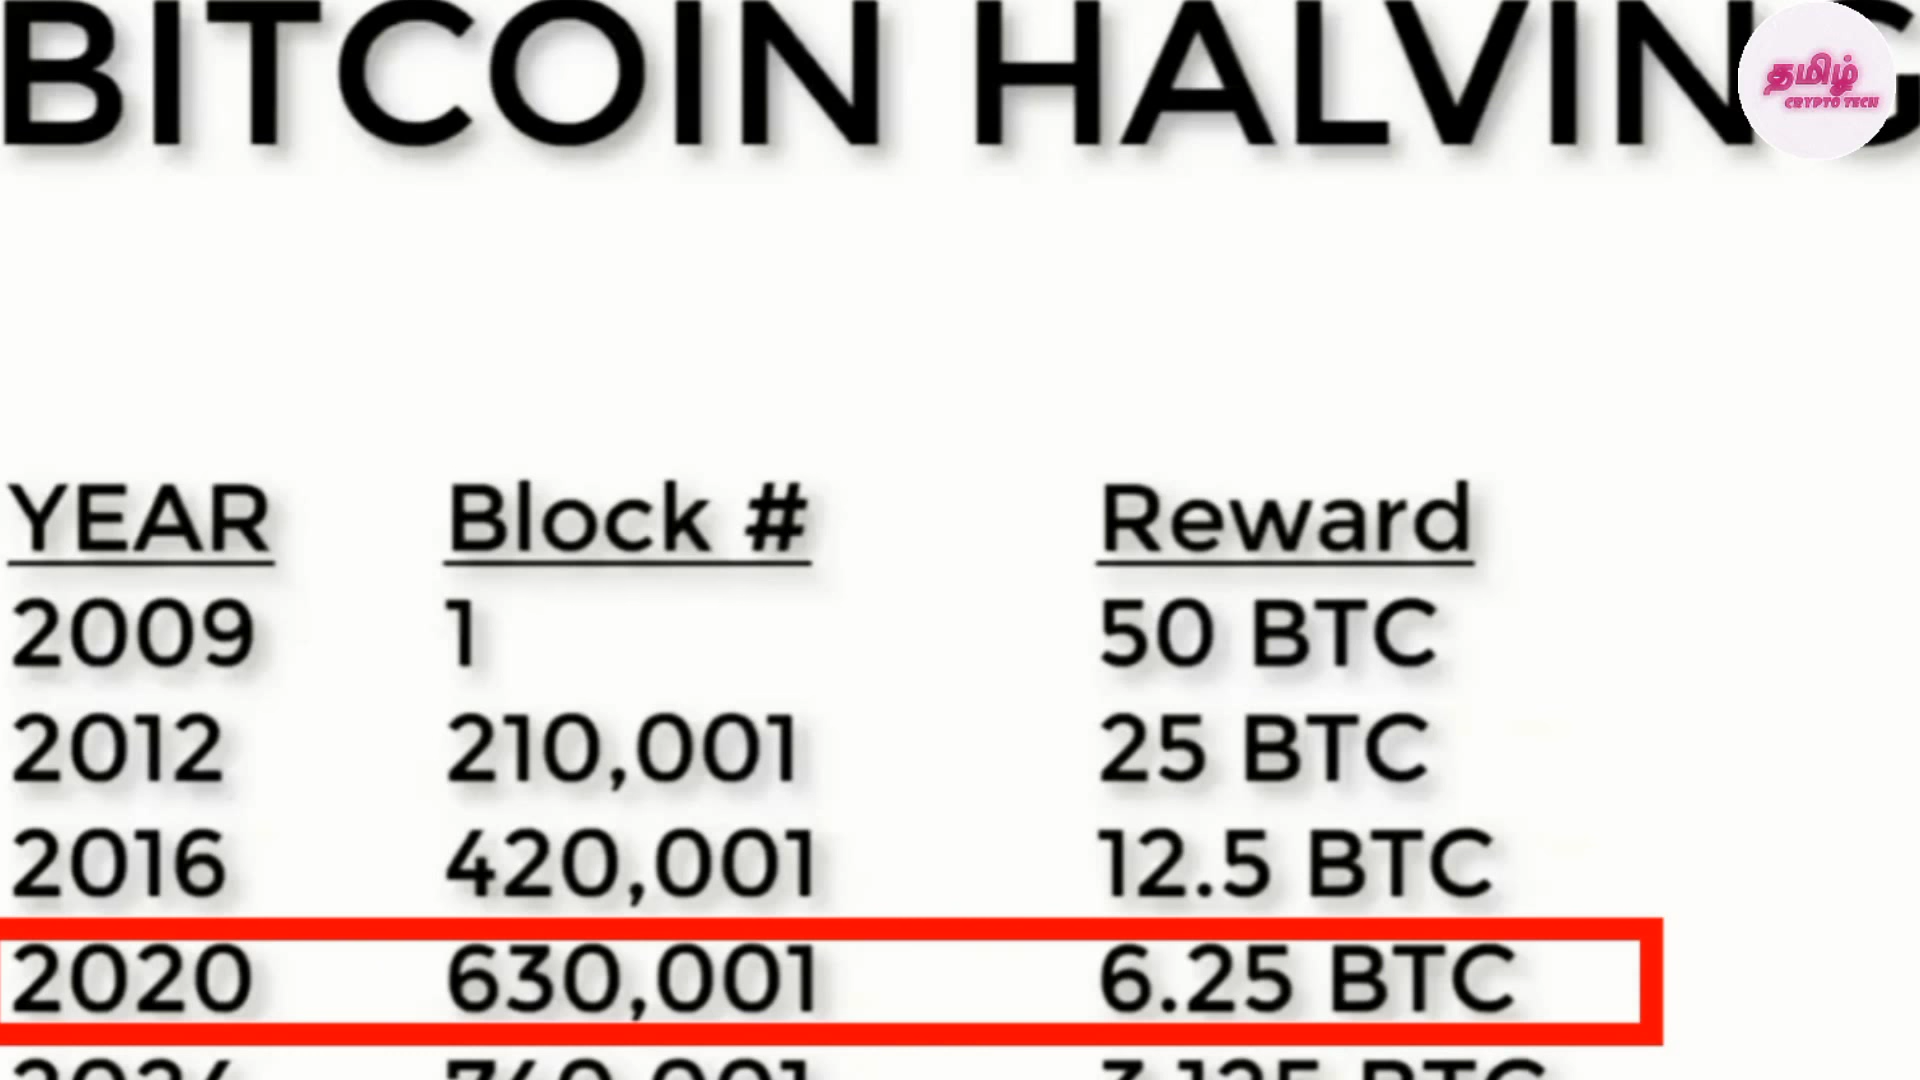 BITCOIN HALVING
தமிழ்
CRYPTO TECH
YEAR Block # Reward
2009 1 50 BTC
2012 210,001 25 BTC
2016 420,001 12.5 BTC
2020 630,001 6.25 BTC